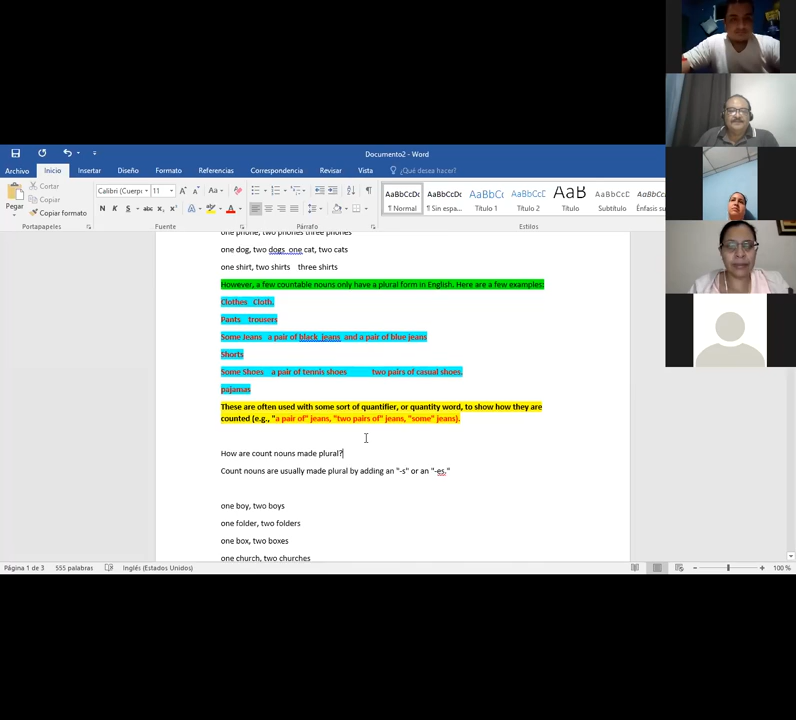 Documento2 - Word
Archivo Inicio Insertar Diseño Formato Referencias Correspondencia Revisar Vista ¿Qué desea hacer?
Pegar
Cortar
Copiar
Copiar formato
Calibri (Cuerp 11
N K S abc x₂ x²
AaBbCcDc AaBbCcDc AaBbCc AaBbCcC AaB AaBbCcC AaBbCcD
¶ Normal ¶ Sin espa... Título 1 Título 2 Título Subtítulo Énfasis su
Portapapeles Fuente Párrafo Estilos
one phone, two phones three phones
one dog, two dogs one cat, two cats
one shirt, two shirts three shirts
However, a few countable nouns only have a plural form in English. Here are a few examples:
Clothes Cloth.
Pants trousers
Some Jeans a pair of black jeans and a pair of blue jeans
Shorts
Some Shoes a pair of tennis shoes two pairs of casual shoes.
pajamas
These are often used with some sort of quantifier, or quantity word, to show how they are
counted (e.g., "a pair of" jeans, "two pairs of" jeans, "some" jeans).
How are count nouns made plural?
Count nouns are usually made plural by adding an "-s" or an "-es."
one boy, two boys
one folder, two folders
one box, two boxes
one church, two churches
Página 1 de 3 555 palabras Inglés (Estados Unidos) 100 %